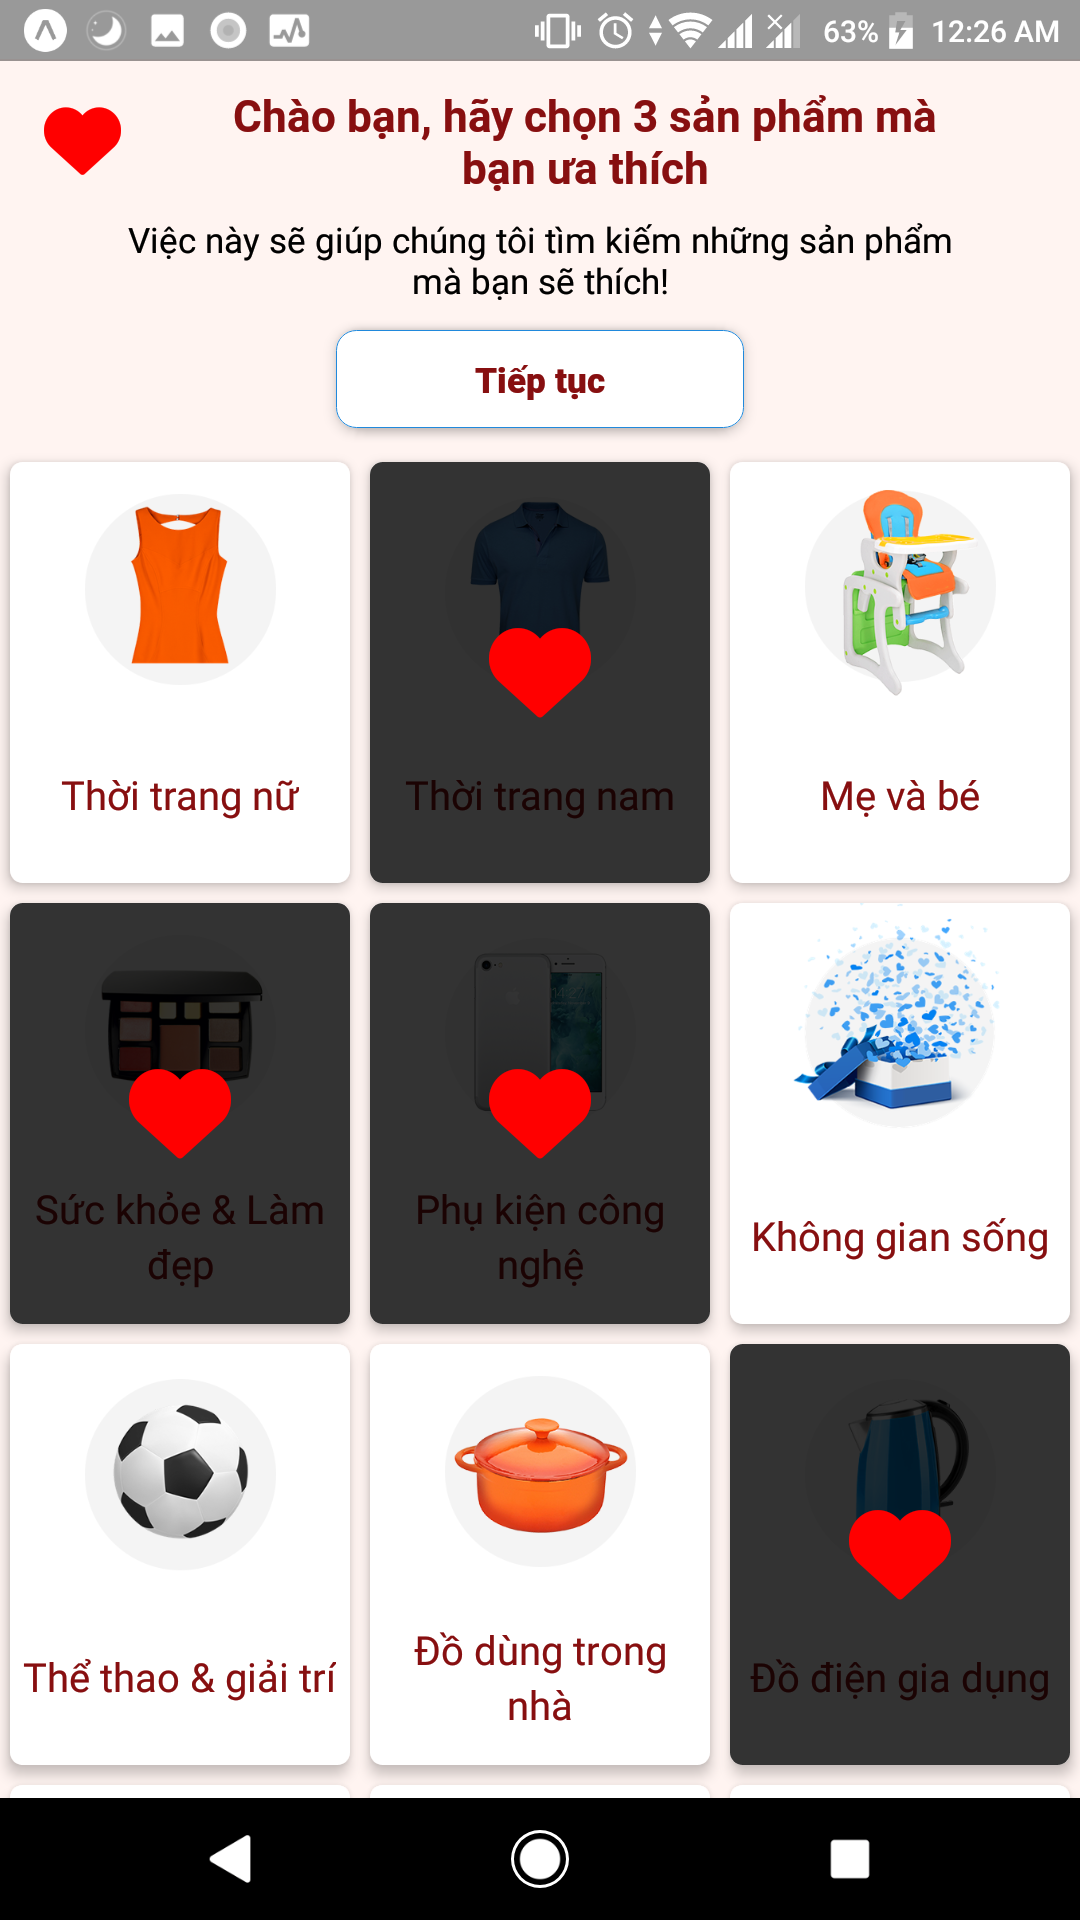 63% 12:26 AM
Chào bạn, hãy chọn 3 sản phẩm mà
bạn ưa thích
Việc này sẽ giúp chúng tôi tìm kiếm những sản phẩm
mà bạn sẽ thích!
Tiếp tục
Thời trang nữ
Thời trang nam
Mẹ và bé
Sức khỏe & Làm
đẹp
Phụ kiện công
nghệ
Không gian sống
Thể thao & giải trí
Đồ dùng trong
nhà
Đồ điện gia dụng